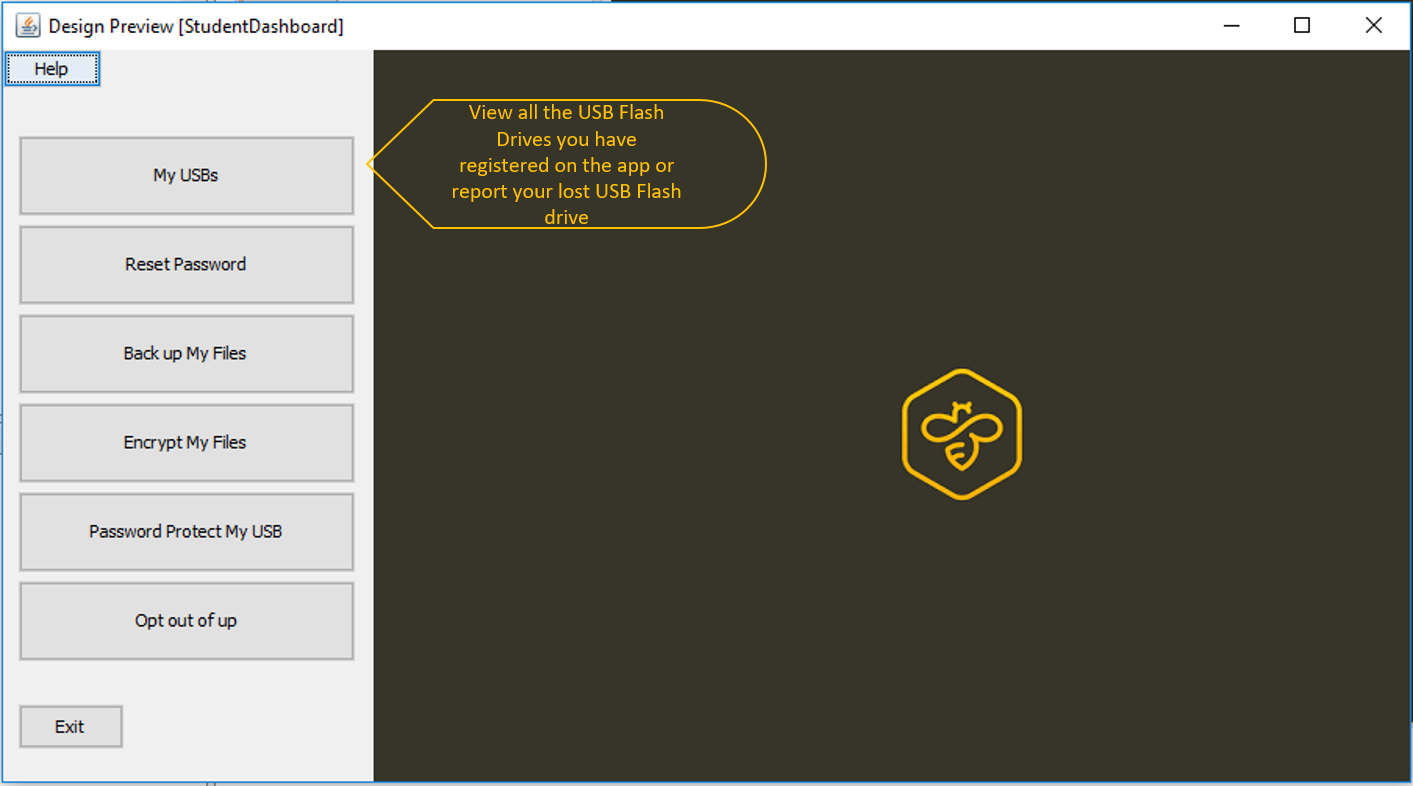 Design Preview [StudentDashboard]
Help
My USBs
View all the USB Flash
Drives you have
registered on the app or
report your lost USB Flash
drive
Reset Password
Back up My Files
Encrypt My Files
Password Protect My USB
Opt out of up
Exit